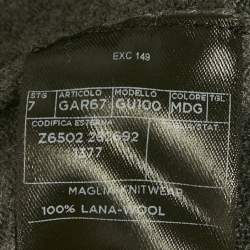 EXC 149
STG ARTICOLO MODELLO COLORE TGL
7 GAR67 GU100 MDG
CODIFICA ESTERNA
Z6502
1377
MAGLIA-KNITWEAR
100% LANA-WOOL